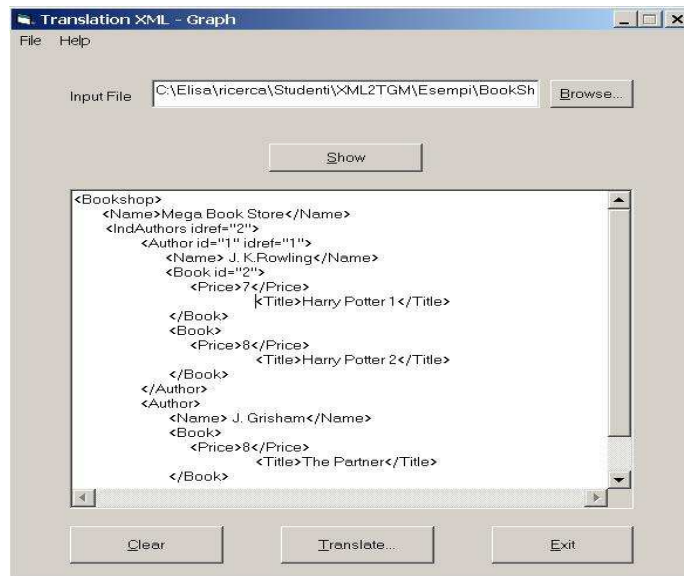 Translation XML - Graph
File Help
Input File C:\Elisa\ricerca\Studenti\XML2TGM\Esempi\BookSh Browse...
Show
<Bookshop>
<Name>Mega Book Store</Name>
<IndAuthors idref="2">
<Author id="1" idref="1">
<Name> J. K.Rowling</Name>
<Book id="2">
<Price>7</Price>
<Title>Harry Potter 1</Title>
</Book>
<Book>
<Price>8</Price>
<Title>Harry Potter 2</Title>
</Book>
</Author>
<Author>
<Name> J. Grisham</Name>
<Book>
<Price>8</Price>
<Title>The Partner</Title>
</Book>
Clear Translate... Exit